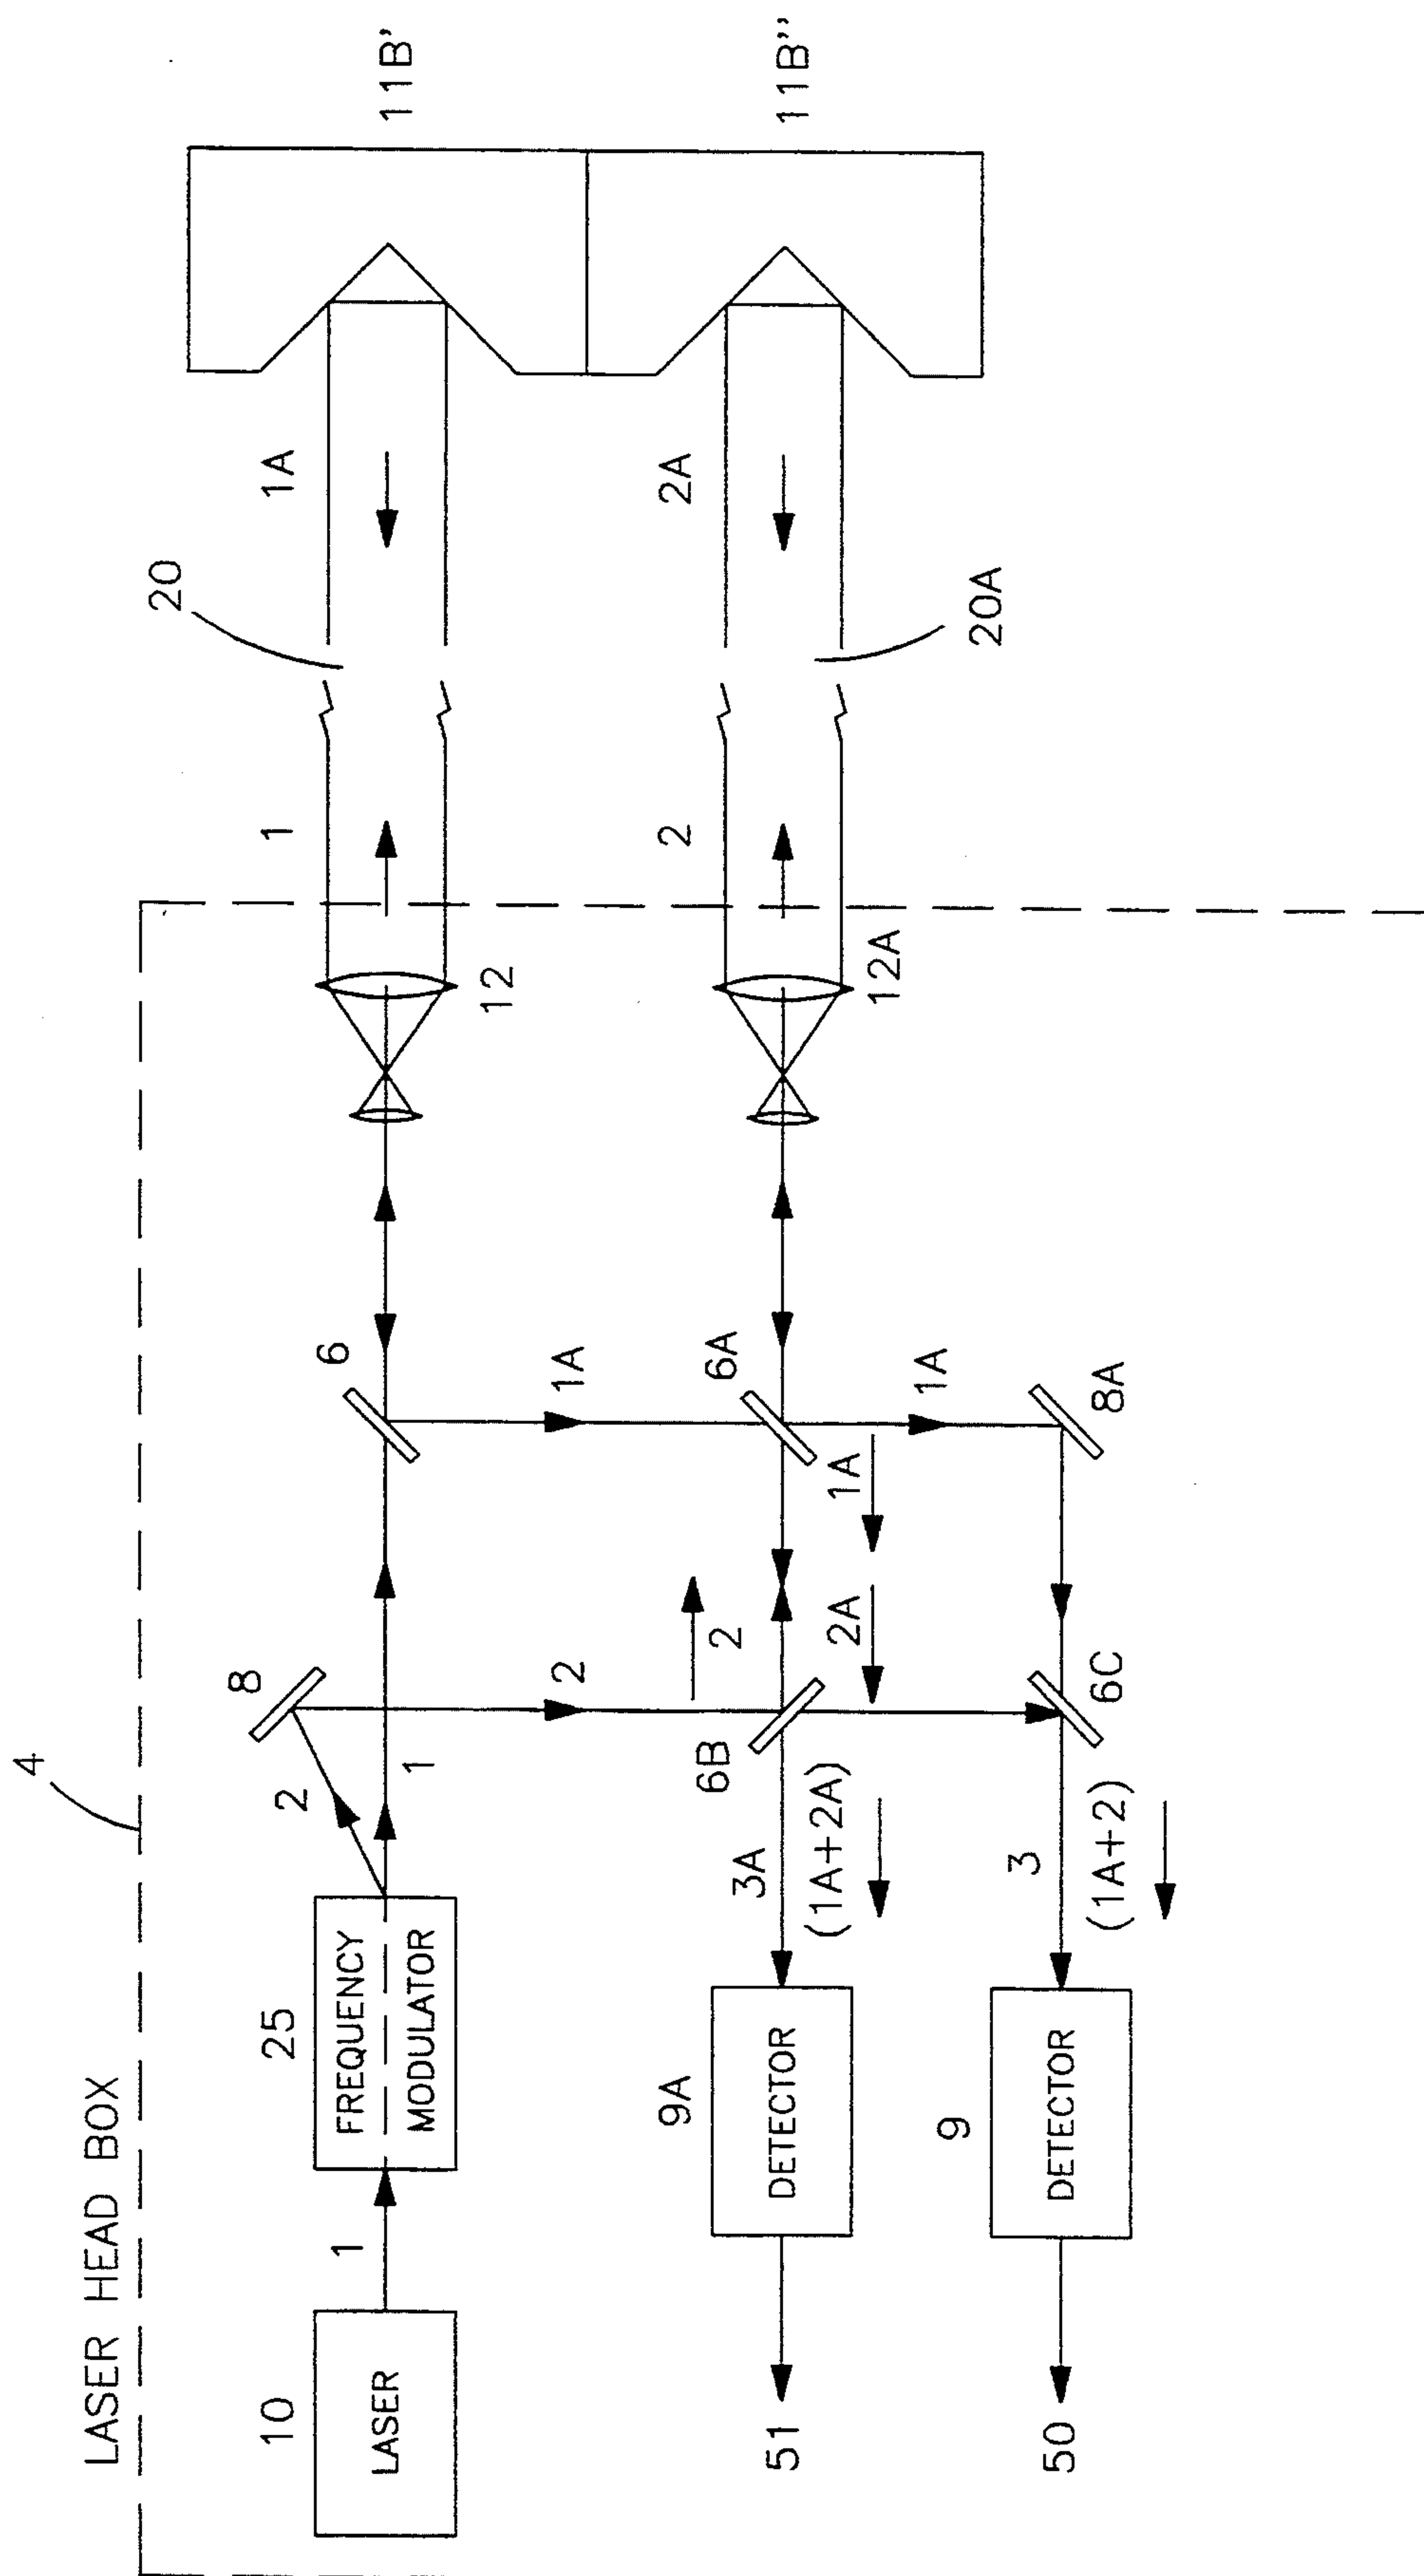 LASER HEAD BOX
4
10
LASER
1
25
FREQUENCY
MODULATOR
2
1
8
6
12
1
20
1A
11B'
2
1A
2
6A
12A
2
20A
2A
11B''
6B
2A
1A
1A
8A
9A
DETECTOR
3A
(1A+2A)
51
9
DETECTOR
3
(1A+2)
6C
50